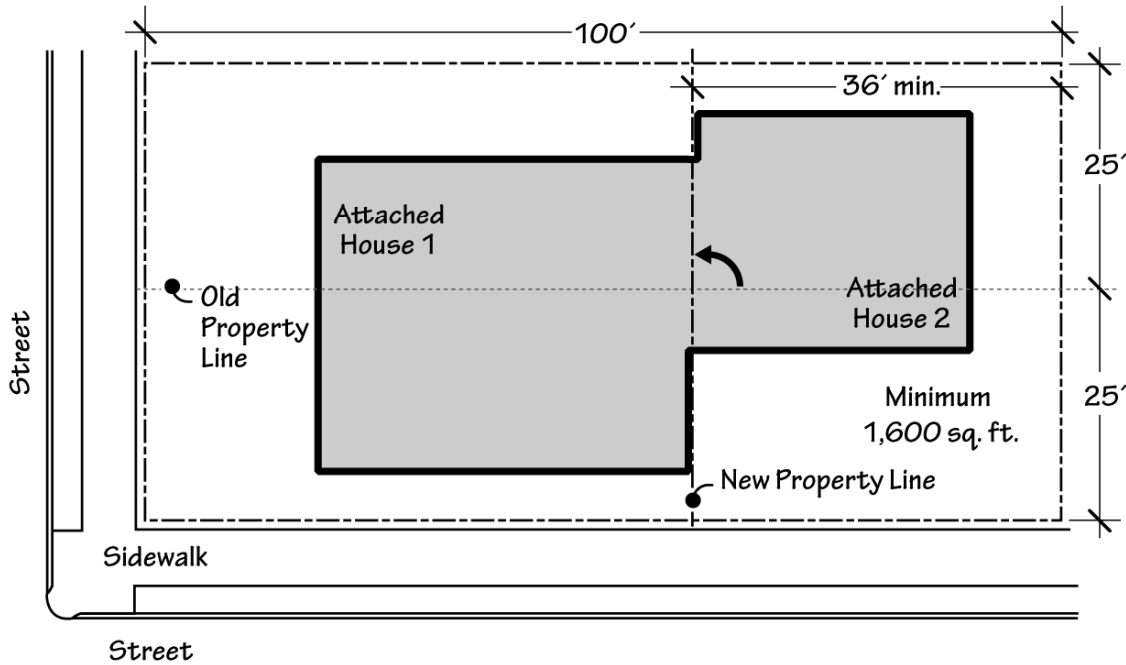 100′
36′ min.
25′
Attached
House 1
Old
Property
Line
Attached
House 2
Street
25′
Minimum
1,600 sq. ft.
New Property Line
Sidewalk
Street